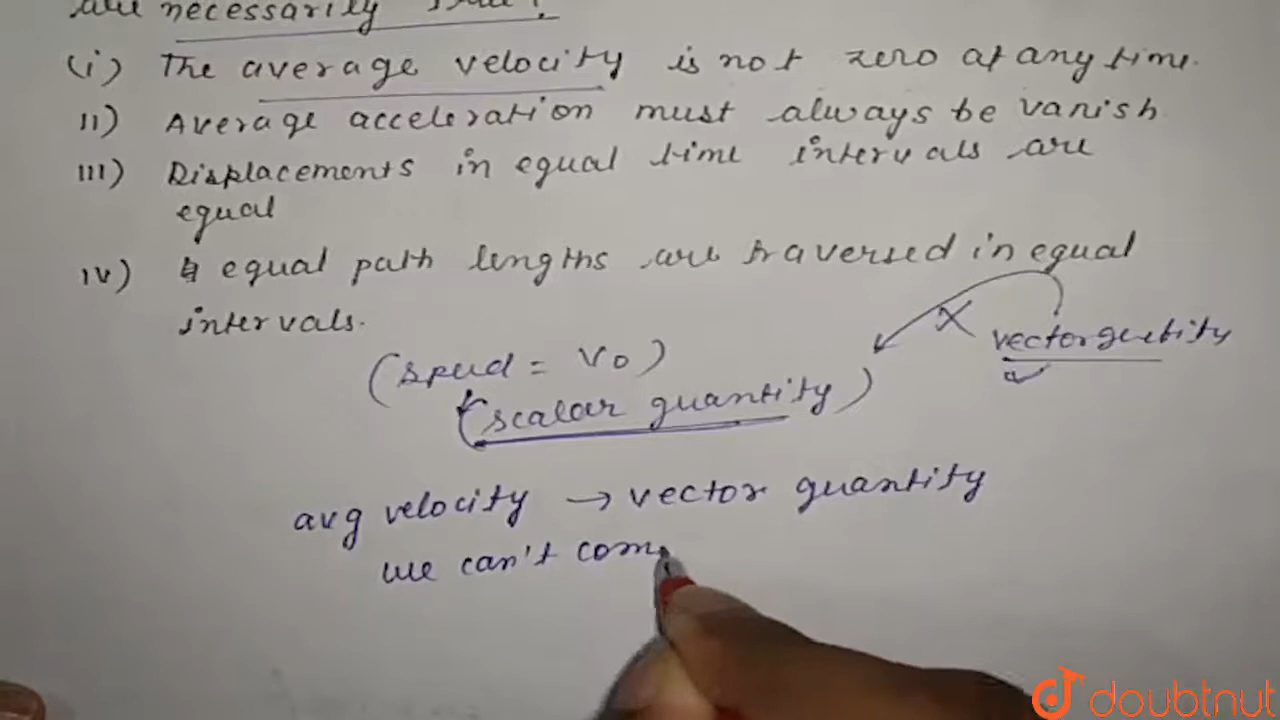 are necessarily
(i) The average velocity is not zero at any time.
II) Average acceleration must always be vanish.
III) Displacements in equal time intervals are
equal
IV) equal path lengths are traversed in equal
intervals.
(speed = v0)
vector quetity
(scalar quantity)
avg velocity → vector quantity
we can't com
doubtnut